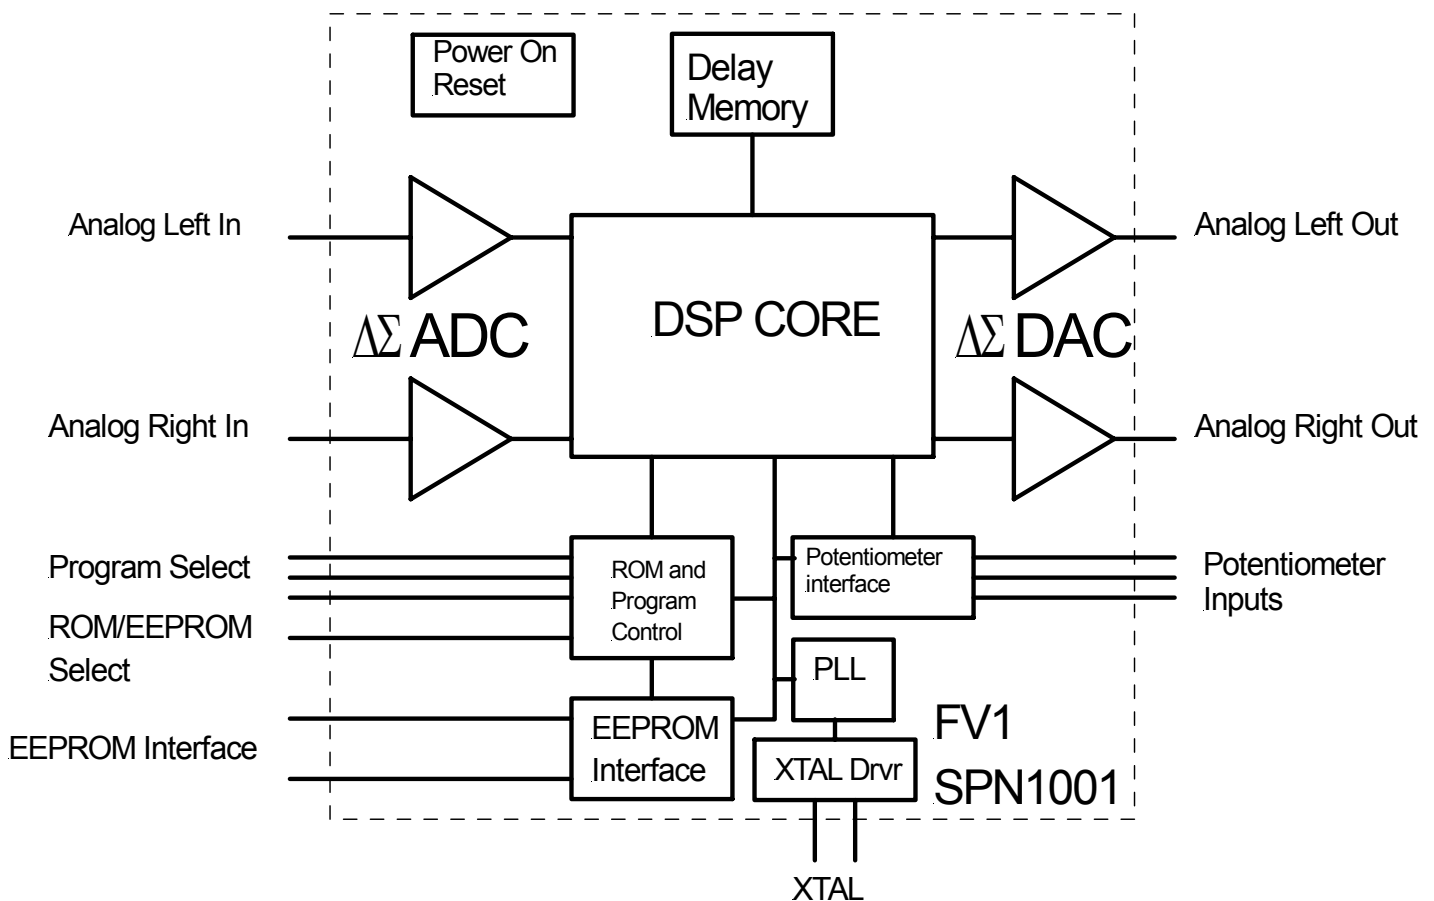 Power On
Reset
Delay
Memory
Analog Left In
Analog Left Out
DSP CORE
ΔΣ ADC
ΔΣ DAC
Analog Right In
Analog Right Out
Program Select
ROM/EEPROM
Select
ROM and
Program
Control
Potentiometer
interface
Potentiometer
Inputs
PLL
EEPROM Interface
EEPROM
Interface
XTAL Drvr
FV1
SPN1001
XTAL